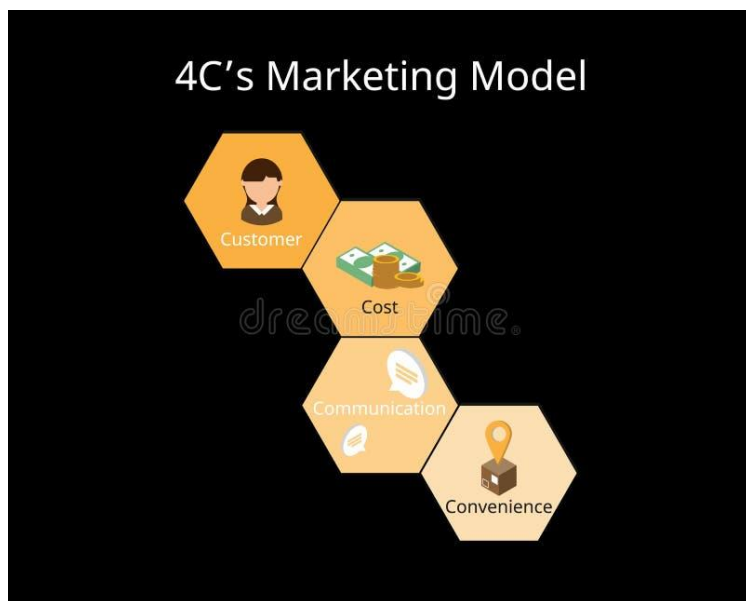 4C’s Marketing Model
Customer
Cost
dreamstime.
Communication
Convenience